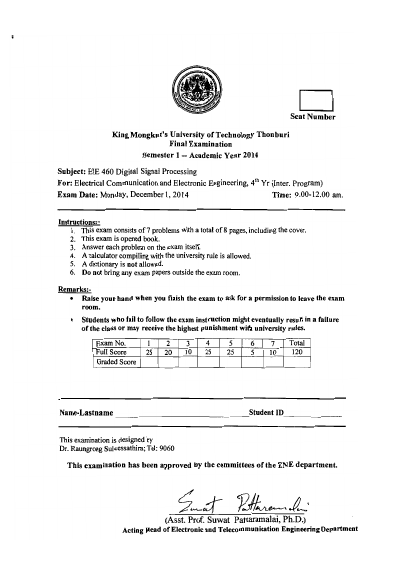 Seat Number
King Mongkut's University of Technology Thonburi
Final Examination
Semester 1 – Academic Year 2014
Subject: EIE 460 Digital Signal Processing
For: Electrical Communication and Electronic Engineering, 4th Yr (Inter. Program)
Exam Date: Monday, December 1, 2014 Time: 9.00-12.00 am.
Instructions:-
1. This exam consists of 7 problems with a total of 8 pages, including the cover.
2. This exam is opened book.
3. Answer each problem on the exam itself.
4. A calculator compiling with the university rule is allowed.
5. A dictionary is not allowed.
6. Do not bring any exam papers outside the exam room.
Remarks:-
• Raise your hand when you finish the exam to ask for a permission to leave the exam
room.
• Students who fail to follow the exam instruction might eventually result in a failure
of the class or may receive the highest punishment with university rules.
Exam No. 1 2 3 4 5 6 7 Total
Full Score 25 20 10 25 25 5 10 120
Graded Score
Name-Lastname Student ID
This examination is designed by
Dr. Raungrong Suleesathira; Tel: 9060
This examination has been approved by the committees of the ENE department.
Suwat Pattaramalai
(Asst. Prof. Suwat Pattaramalai, Ph.D.)
Acting Head of Electronic and Telecommunication Engineering Department